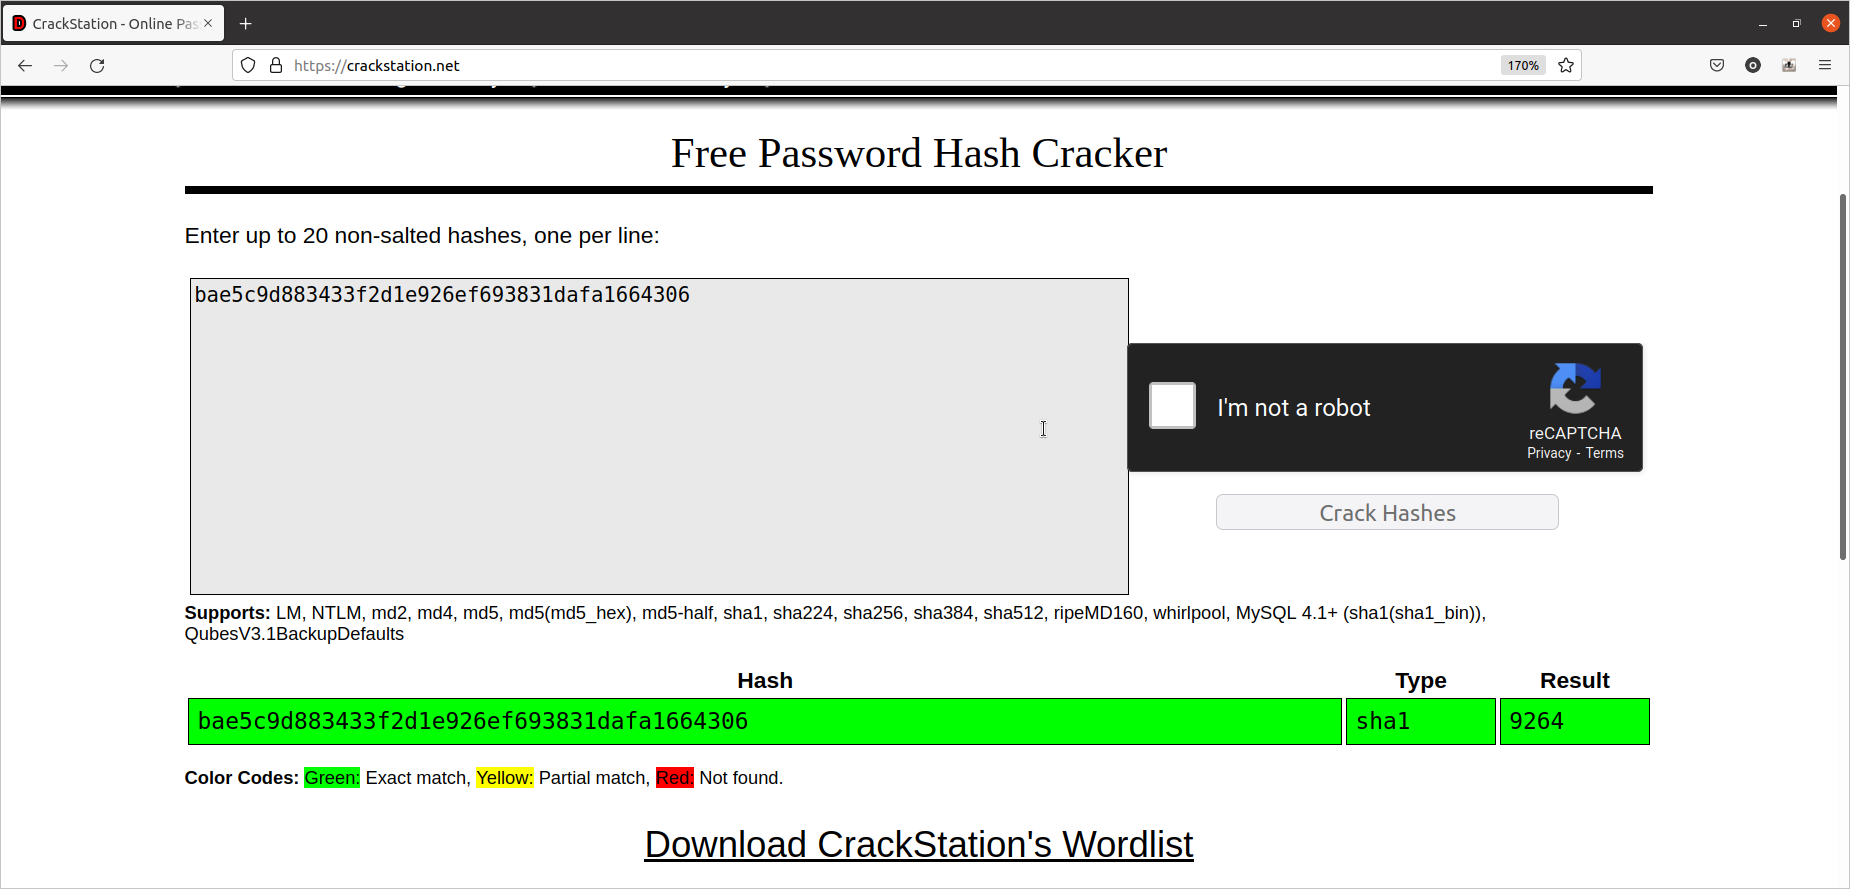 CrackStation - Online Pas
https://crackstation.net
170%
Free Password Hash Cracker
Enter up to 20 non-salted hashes, one per line:
bae5c9d883433f2d1e926ef693831dafa1664306
I'm not a robot
reCAPTCHA
Privacy - Terms
Crack Hashes
Supports: LM, NTLM, md2, md4, md5, md5(md5_hex), md5-half, sha1, sha224, sha256, sha384, sha512, ripeMD160, whirlpool, MySQL 4.1+ (sha1(sha1_bin)),
QubesV3.1BackupDefaults
Hash Type Result
bae5c9d883433f2d1e926ef693831dafa1664306 sha1 9264
Color Codes: Green: Exact match, Yellow: Partial match, Red: Not found.
Download CrackStation's Wordlist